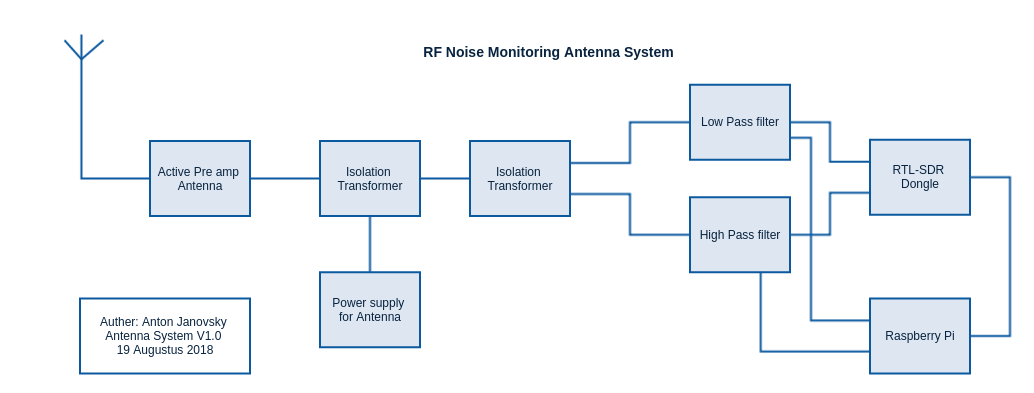 RF Noise Monitoring Antenna System
Low Pass filter
Active Pre amp
Antenna
Isolation
Transformer
Isolation
Transformer
RTL-SDR
Dongle
High Pass filter
Power supply
for Antenna
Auther: Anton Janovsky
Antenna System V1.0
19 Augustus 2018
Raspberry Pi